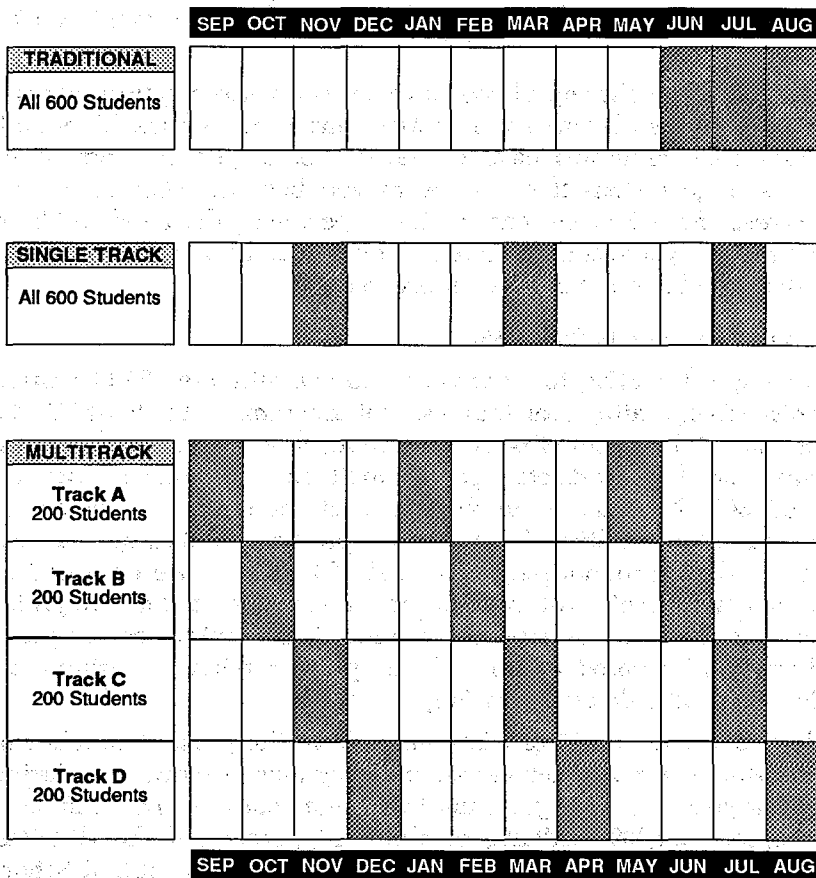 SEP OCT NOV DEC JAN FEB MAR APR MAY JUN JUL AUG
TRADITIONAL
All 600 Students
SINGLE TRACK
All 600 Students
MULTITRACK
Track A
200 Students
Track B
200 Students
Track C
200 Students
Track D
200 Students
SEP OCT NOV DEC JAN FEB MAR APR MAY JUN JUL AUG